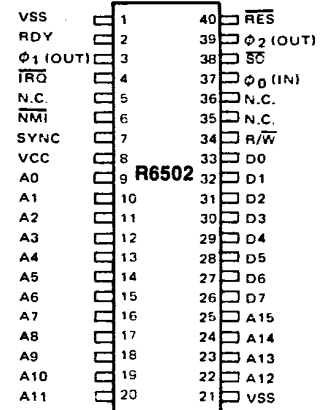 VSS 1 40 R̅E̅S̅
RDY 2 39 ϕ2 (OUT)
ϕ1 (OUT) 3 38 S̅O̅
I̅R̅Q̅ 4 37 ϕ0 (IN)
N.C. 5 36 N.C.
N̅M̅I̅ 6 35 N.C.
SYNC 7 34 R/W̅
VCC 8 33 D0
A0 9 R6502 32 D1
A1 10 31 D2
A2 11 30 D3
A3 12 29 D4
A4 13 28 D5
A5 14 27 D6
A6 15 26 D7
A7 16 25 A15
A8 17 24 A14
A9 18 23 A13
A10 19 22 A12
A11 20 21 VSS